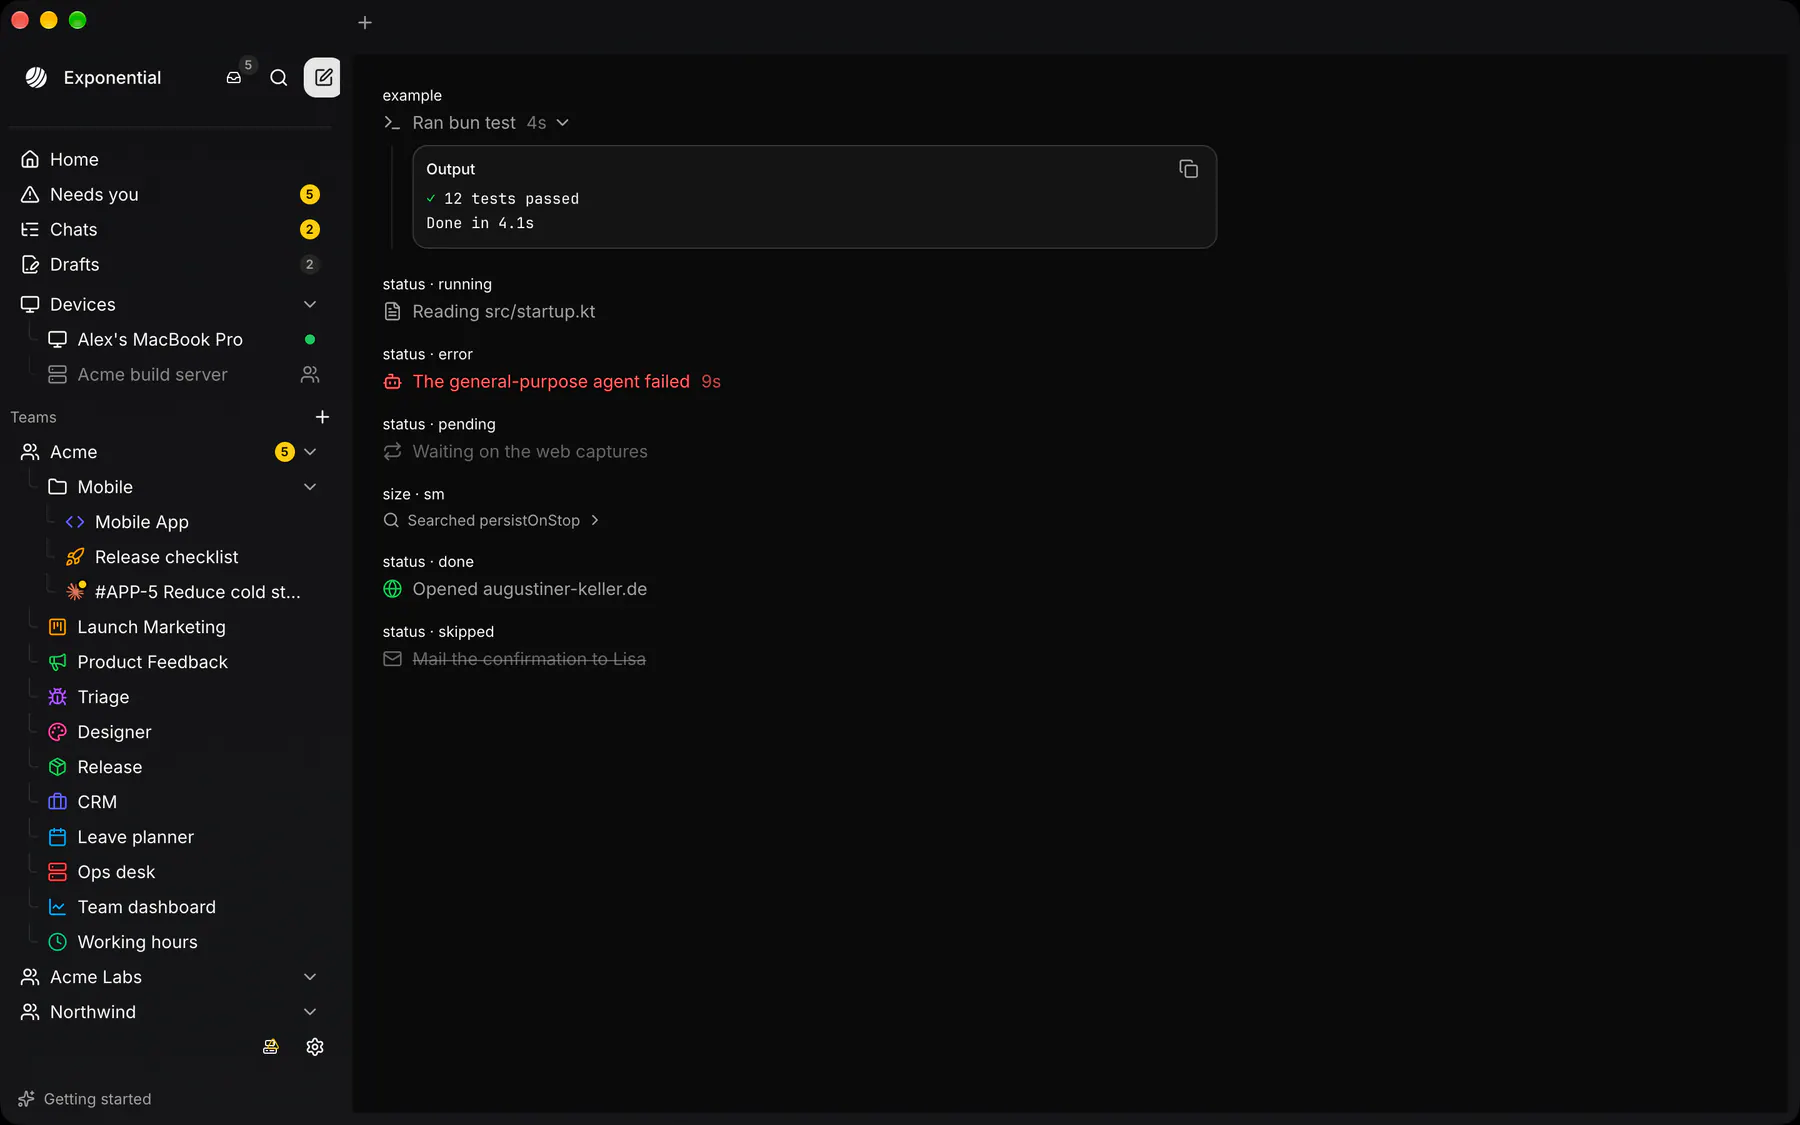 Exponential
5
Home
Needs you
5
Chats
2
Drafts
2
Devices
Alex's MacBook Pro
Acme build server
Teams
Acme
5
Mobile
Mobile App
Release checklist
#APP-5 Reduce cold st...
Launch Marketing
Product Feedback
Triage
Designer
Release
CRM
Leave planner
Ops desk
Team dashboard
Working hours
Acme Labs
Northwind
Getting started
example
Ran bun test 4s
Output
✓ 12 tests passed
Done in 4.1s
status · running
Reading src/startup.kt
status · error
The general-purpose agent failed 9s
status · pending
Waiting on the web captures
size · sm
Searched persistOnStop
status · done
Opened augustiner-keller.de
status · skipped
Mail the confirmation to Lisa